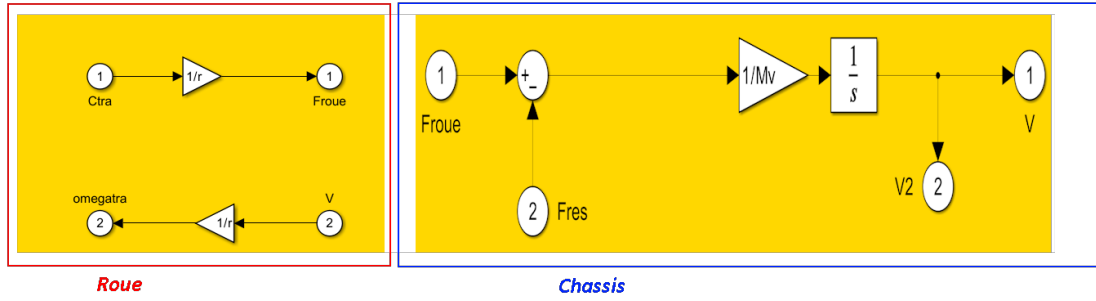 1
1/r
1
Ctra
Froue
omegatra
V
2
1/r
2
Roue
1
+
-
1/Mv
1
s
1
Froue
V
V2
2
2
Fres
Chassis